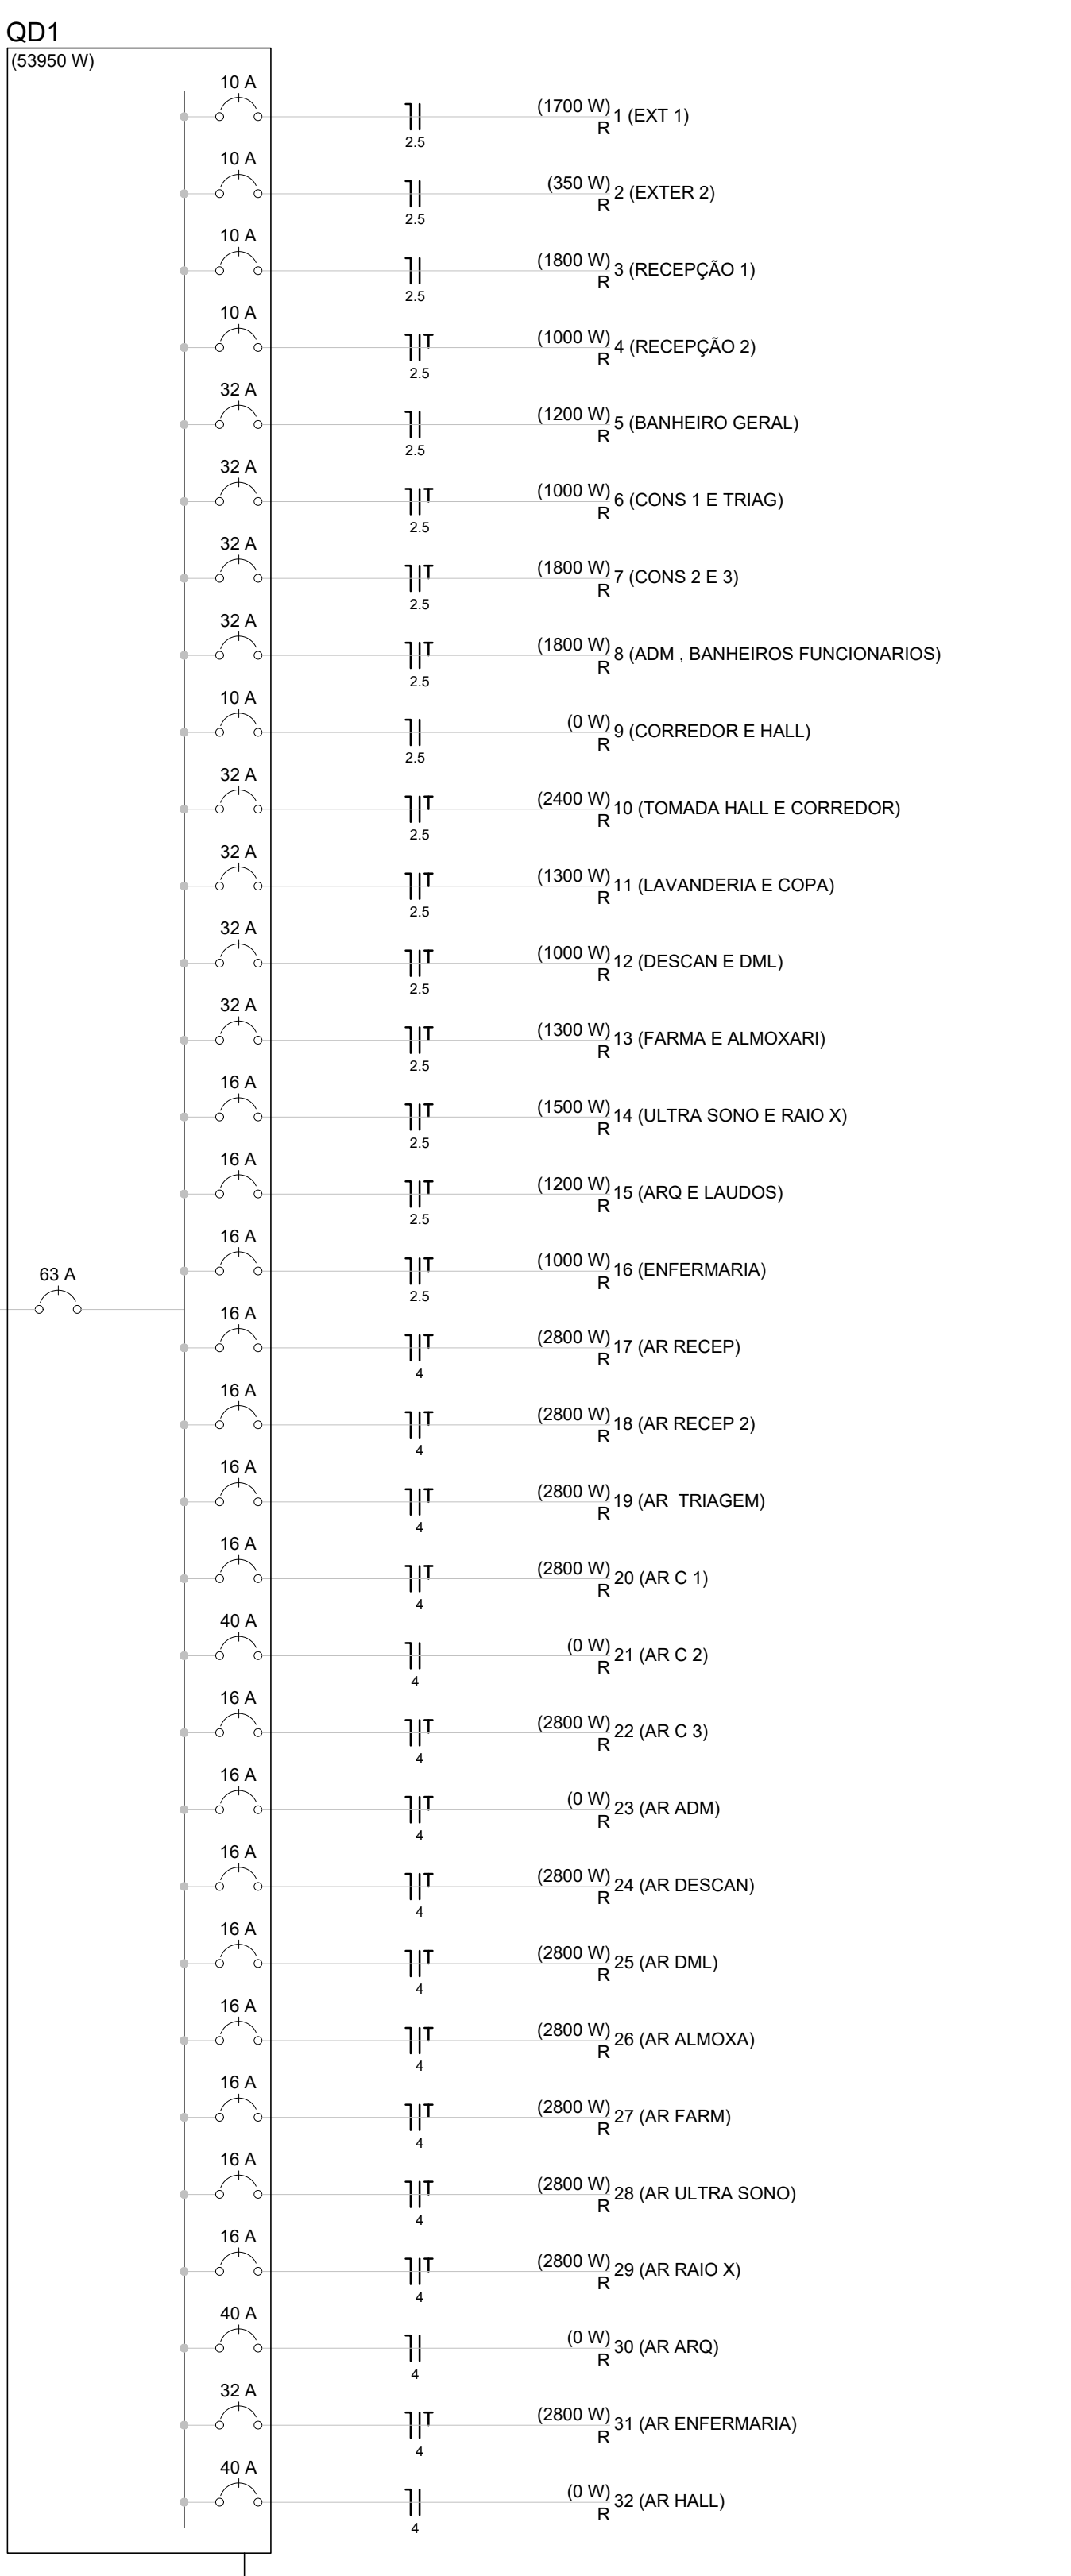 QD1
(53950 W)
10 A
(1700 W)
R
1 (EXT 1)
2.5
10 A
(350 W)
R
2 (EXTER 2)
2.5
10 A
(1800 W)
R
3 (RECEPÇÃO 1)
2.5
10 A
T
(1000 W)
R
4 (RECEPÇÃO 2)
2.5
32 A
(1200 W)
R
5 (BANHEIRO GERAL)
2.5
32 A
T
(1000 W)
R
6 (CONS 1 E TRIAG)
2.5
32 A
T
(1800 W)
R
7 (CONS 2 E 3)
2.5
32 A
T
(1800 W)
R
8 (ADM , BANHEIROS FUNCIONARIOS)
2.5
10 A
(0 W)
R
9 (CORREDOR E HALL)
2.5
32 A
T
(2400 W)
R
10 (TOMADA HALL E CORREDOR)
2.5
32 A
T
(1300 W)
R
11 (LAVANDERIA E COPA)
2.5
32 A
T
(1000 W)
R
12 (DESCAN E DML)
2.5
32 A
T
(1300 W)
R
13 (FARMA E ALMOXARI)
2.5
16 A
T
(1500 W)
R
14 (ULTRA SONO E RAIO X)
2.5
16 A
T
(1200 W)
R
15 (ARQ E LAUDOS)
2.5
16 A
T
(1000 W)
R
16 (ENFERMARIA)
2.5
63 A
16 A
T
(2800 W)
R
17 (AR RECEP)
4
16 A
T
(2800 W)
R
18 (AR RECEP 2)
4
16 A
T
(2800 W)
R
19 (AR  TRIAGEM)
4
16 A
T
(2800 W)
R
20 (AR C 1)
4
40 A
(0 W)
R
21 (AR C 2)
4
16 A
T
(2800 W)
R
22 (AR C 3)
4
16 A
T
(0 W)
R
23 (AR ADM)
4
16 A
T
(2800 W)
R
24 (AR DESCAN)
4
16 A
T
(2800 W)
R
25 (AR DML)
4
16 A
T
(2800 W)
R
26 (AR ALMOXA)
4
16 A
T
(2800 W)
R
27 (AR FARM)
4
16 A
T
(2800 W)
R
28 (AR ULTRA SONO)
4
16 A
T
(2800 W)
R
29 (AR RAIO X)
4
40 A
(0 W)
R
30 (AR ARQ)
4
32 A
T
(2800 W)
R
31 (AR ENFERMARIA)
4
40 A
(0 W)
R
32 (AR HALL)
4